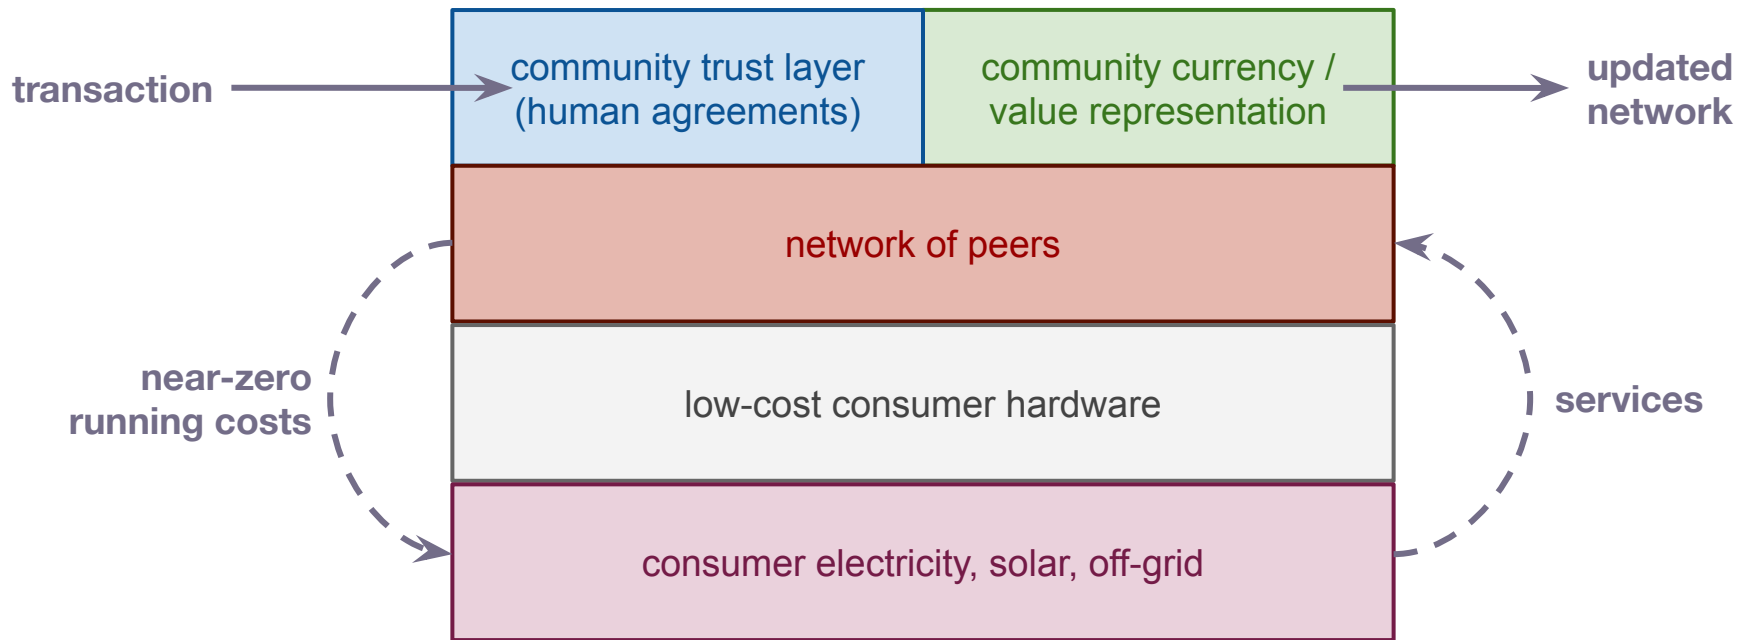 transaction
community trust layer
(human agreements)
community currency /
value representation
updated
network
network of peers
near-zero
running costs
low-cost consumer hardware
services
consumer electricity, solar, off-grid